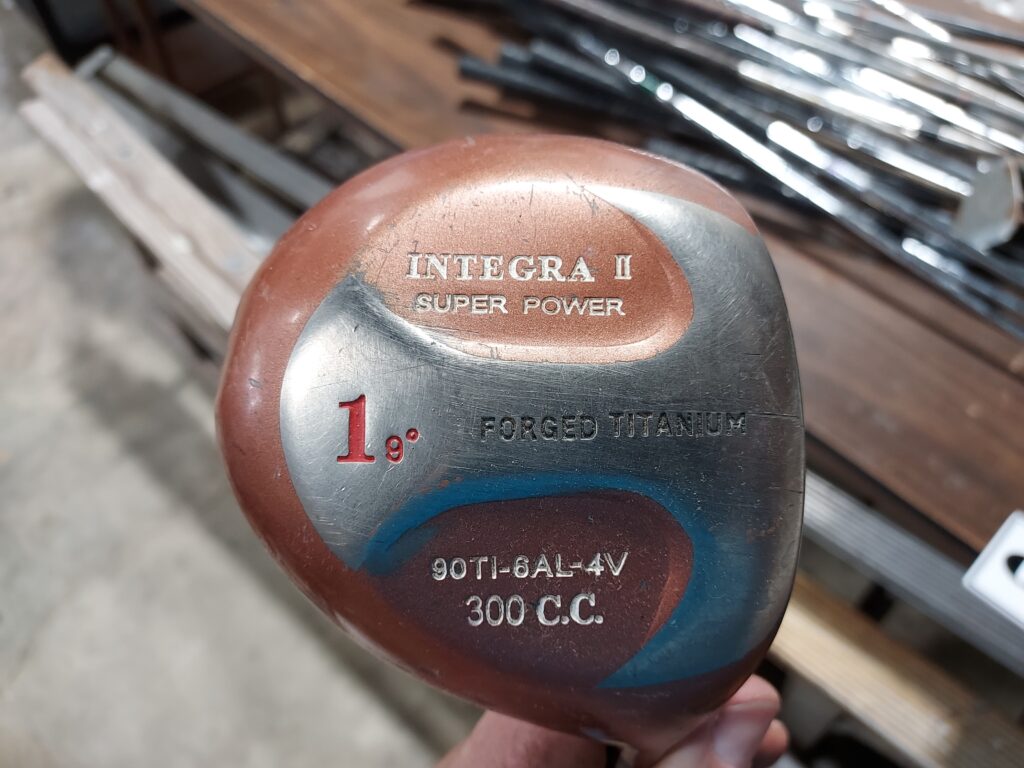 INTEGRA II
SUPER POWER
1 9°
FORGED TITANIUM
90TI-6AL-4V
300 C.C.